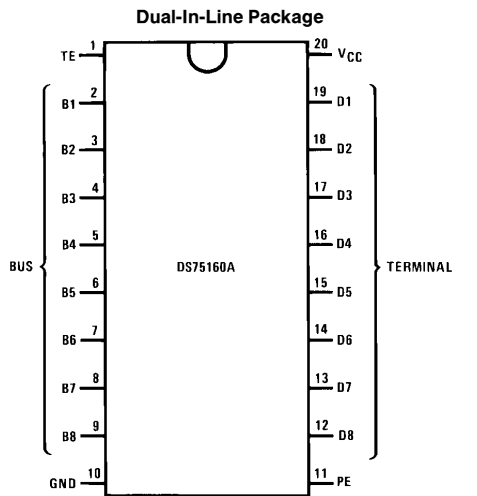 Dual-In-Line Package
TE 1 20 VCC
B1 2 19 D1
B2 3 18 D2
B3 4 17 D3
B4 5 16 D4
BUS DS75160A TERMINAL
B5 6 15 D5
B6 7 14 D6
B7 8 13 D7
B8 9 12 D8
GND 10 11 PE